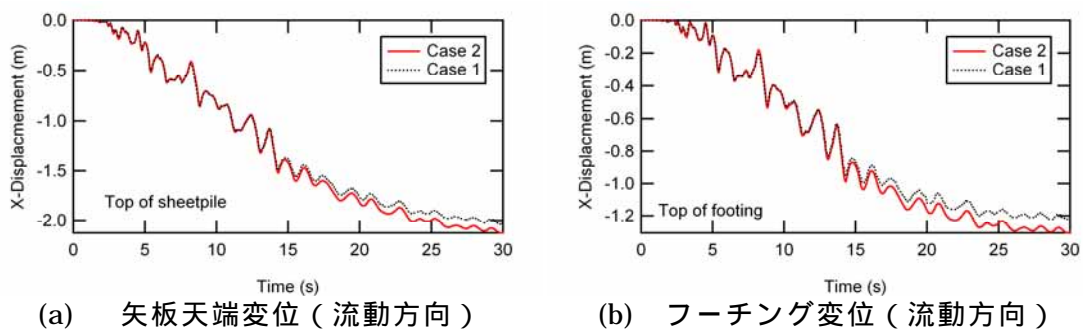 0.0
-0.5
-1.0
-1.5
-2.0
X-Displacmement (m)
Case 2
Case 1
Top of sheetpile
0 5 10 15 20 25 30
Time (s)
(a) 矢板天端変位（流動方向）
0.0
-0.2
-0.4
-0.6
-0.8
-1.0
-1.2
X-Displacmement (m)
Case 2
Case 1
Top of footing
0 5 10 15 20 25 30
Time (s)
(b) フーチング変位（流動方向）